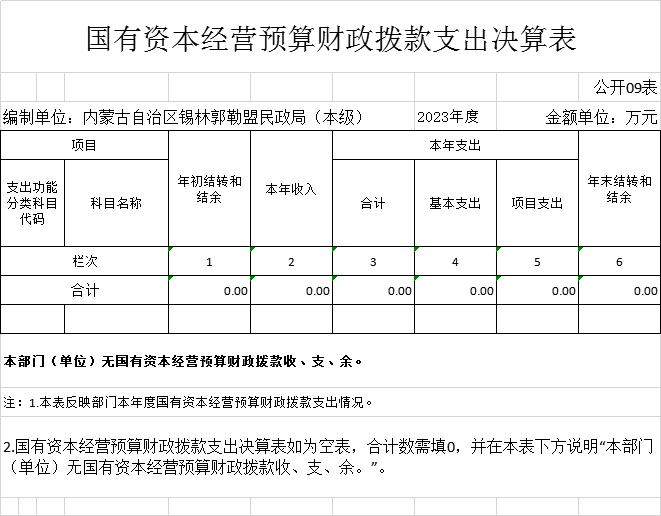 国有资本经营预算财政拨款支出决算表
公开09表
编制单位：内蒙古自治区锡林郭勒盟民政局（本级） 2023年度 金额单位：万元
项目 年初结转和结余 本年收入 本年支出 年末结转和结余
支出功能分类科目代码 科目名称 合计 基本支出 项目支出
栏次 1 2 3 4 5 6
合计 0.00 0.00 0.00 0.00 0.00 0.00
本部门（单位）无国有资本经营预算财政拨款收、支、余。
注：1.本表反映部门本年度国有资本经营预算财政拨款支出情况。
2.国有资本经营预算财政拨款支出决算表如为空表，合计数需填0，并在本表下方说明“本部门
（单位）无国有资本经营预算财政拨款收、支、余。”。